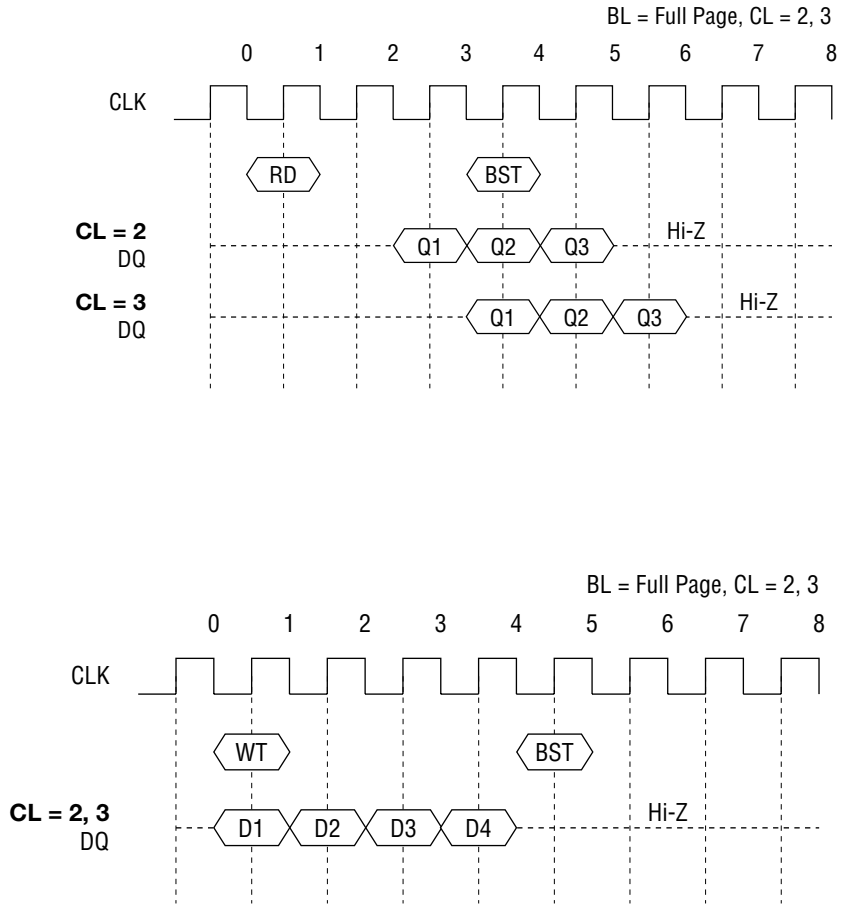 BL = Full Page, CL = 2, 3
0 1 2 3 4 5 6 7 8
CLK
RD BST
CL = 2
DQ Q1 Q2 Q3 Hi-Z
CL = 3
DQ Q1 Q2 Q3 Hi-Z
BL = Full Page, CL = 2, 3
0 1 2 3 4 5 6 7 8
CLK
WT BST
CL = 2, 3
DQ D1 D2 D3 D4 Hi-Z